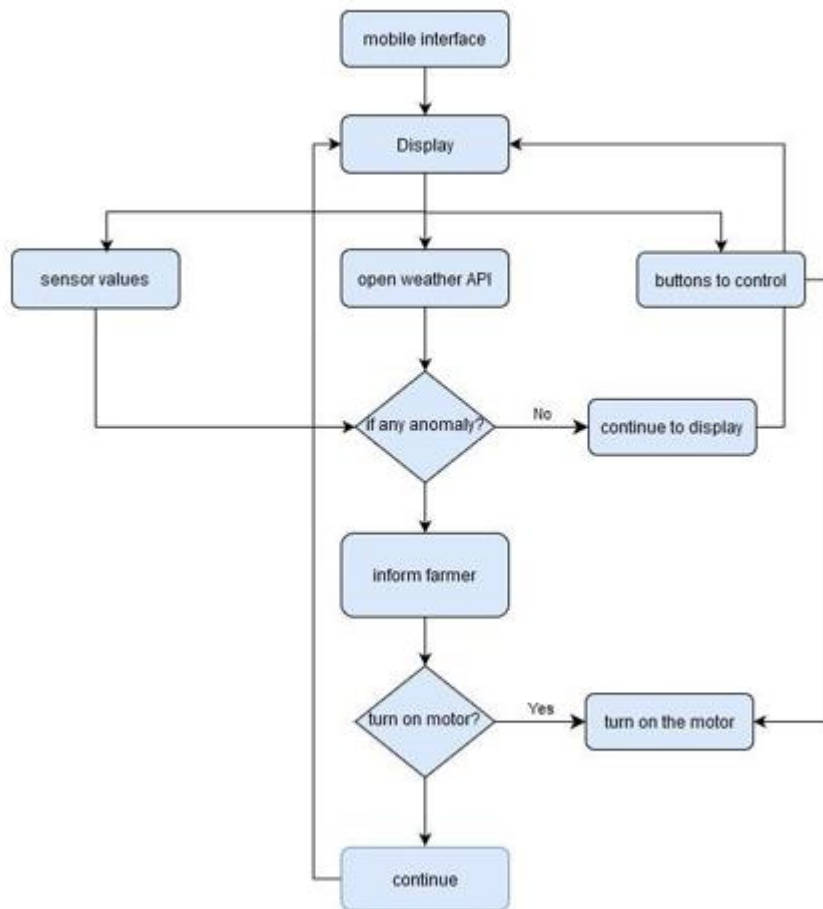 mobile interface
Display
sensor values
open weather API
buttons to control
if any anomaly?
No
continue to display
inform farmer
turn on motor?
Yes
turn on the motor
continue